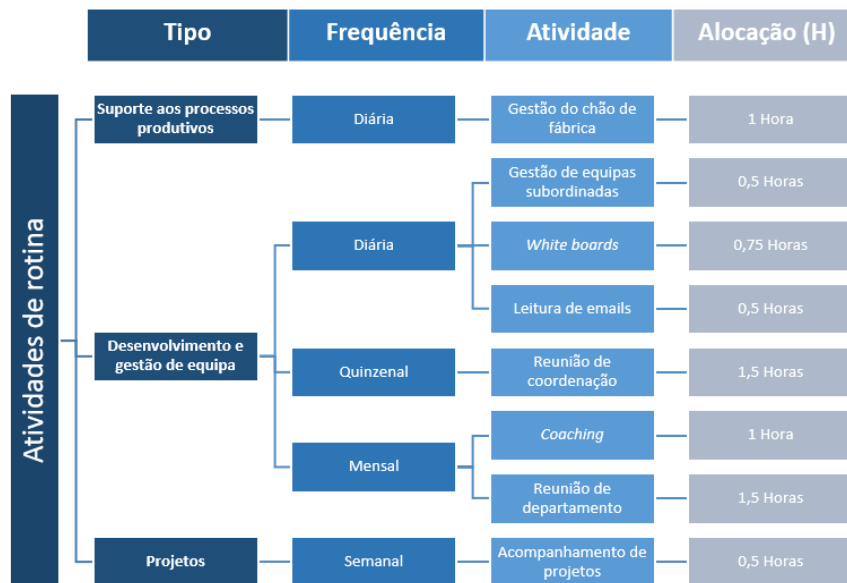 Tipo
Frequência
Atividade
Alocação (H)
Atividades de rotina
Suporte aos processos
produtivos
Diária
Gestão do chão de
fábrica
1 Hora
Desenvolvimento e
gestão de equipa
Diária
Gestão de equipas
subordinadas
0,5 Horas
White boards
0,75 Horas
Leitura de emails
0,5 Horas
Quinzenal
Reunião de
coordenação
1,5 Horas
Mensal
Coaching
1 Hora
Reunião de
departamento
1,5 Horas
Projetos
Semanal
Acompanhamento de
projetos
0,5 Horas